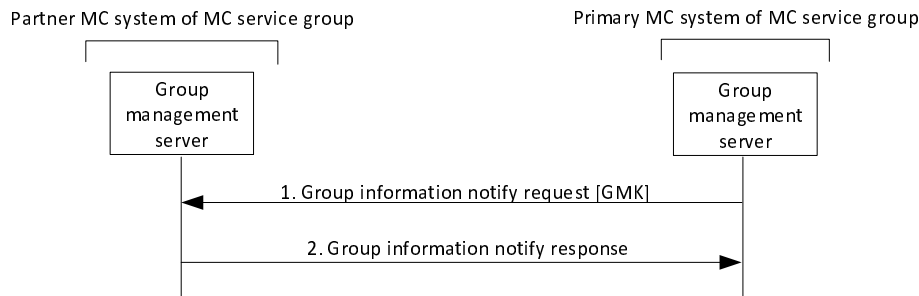 Partner MC system of MC service group
Primary MC system of MC service group
Group
management
server
Group
management
server
1. Group information notify request [GMK]
2. Group information notify response